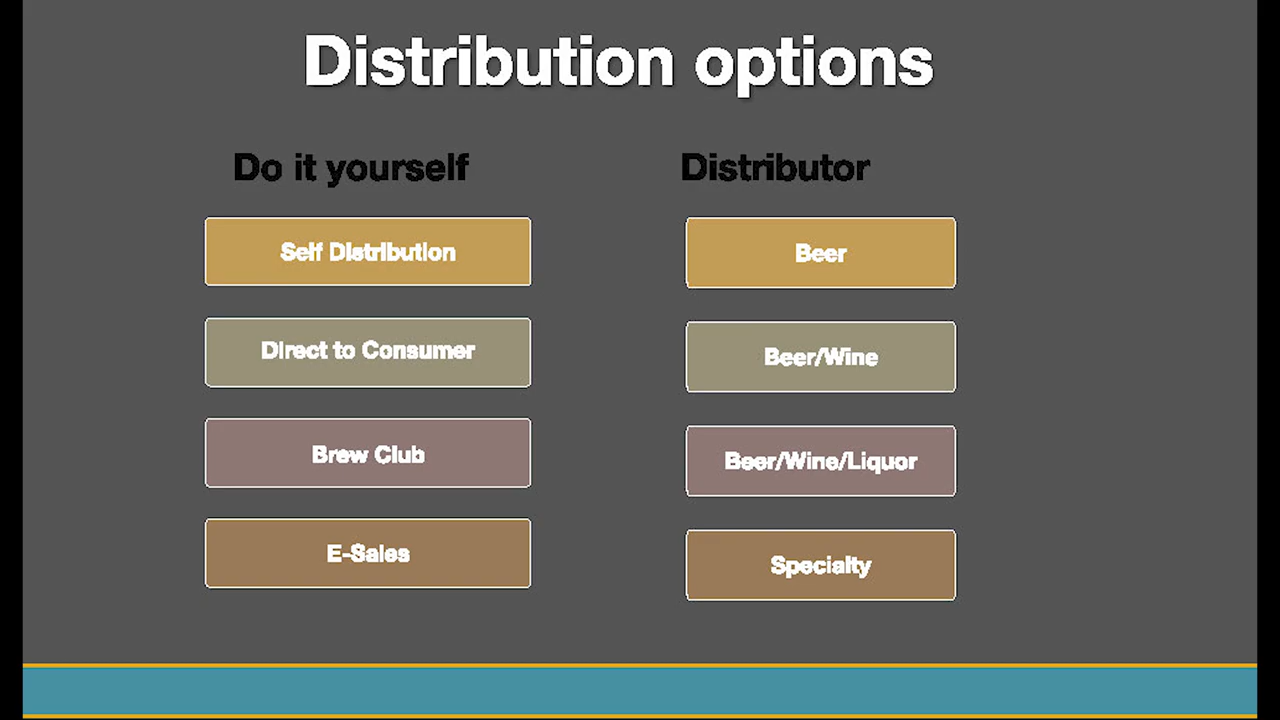 Distribution options
Do it yourself
Self Distribution
Direct to Consumer
Brew Club
E-Sales
Distributor
Beer
Beer/Wine
Beer/Wine/Liquor
Specialty